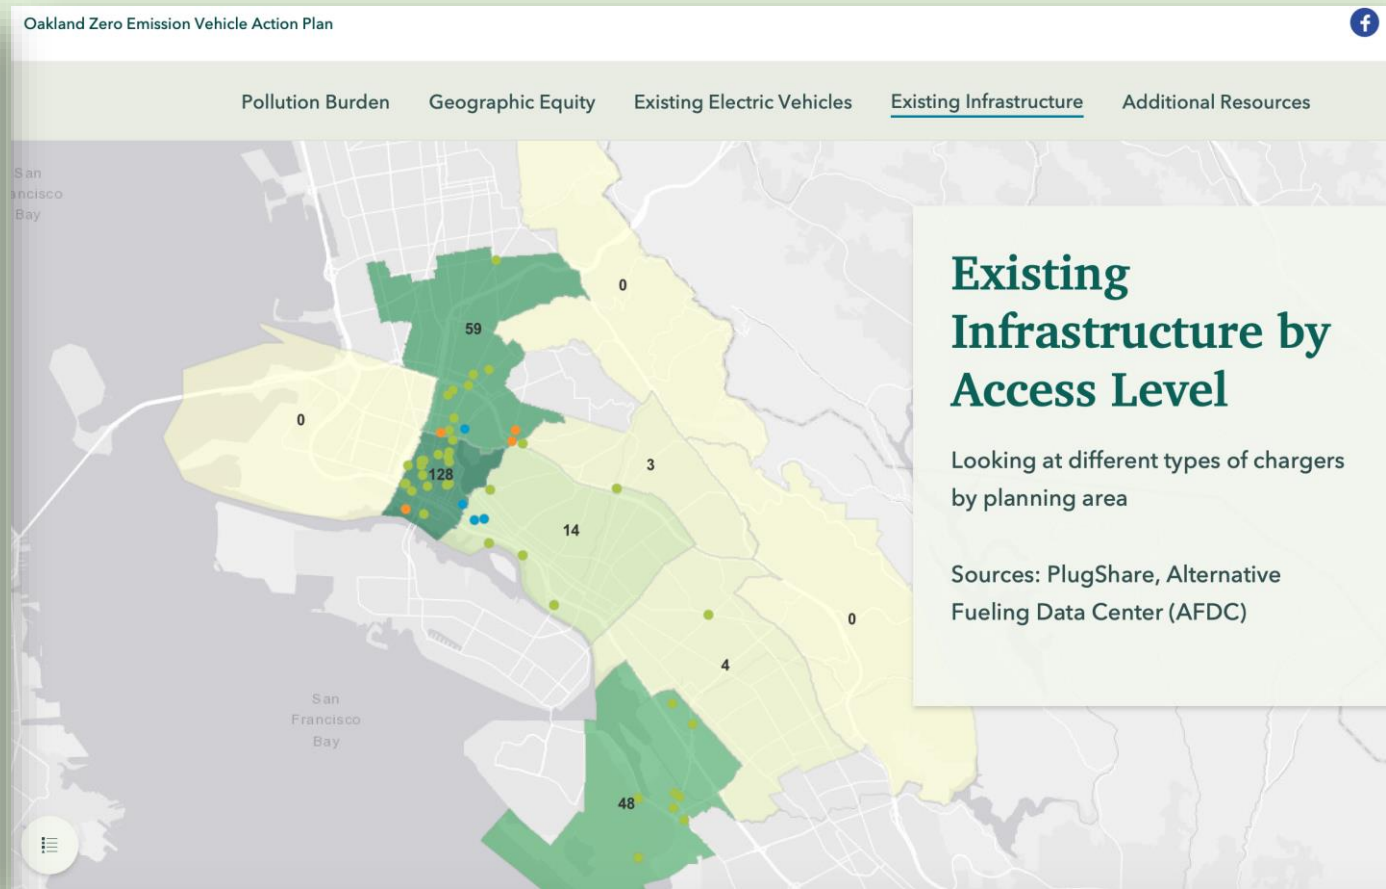 Oakland Zero Emission Vehicle Action Plan
f
Pollution Burden Geographic Equity Existing Electric Vehicles Existing Infrastructure Additional Resources
San
Bay
0
59
0
128
3
14
0
4
48
San
Francisco
Bay
Existing
Infrastructure by
Access Level
Looking at different types of chargers
by planning area
Sources: PlugShare, Alternative
Fueling Data Center (AFDC)